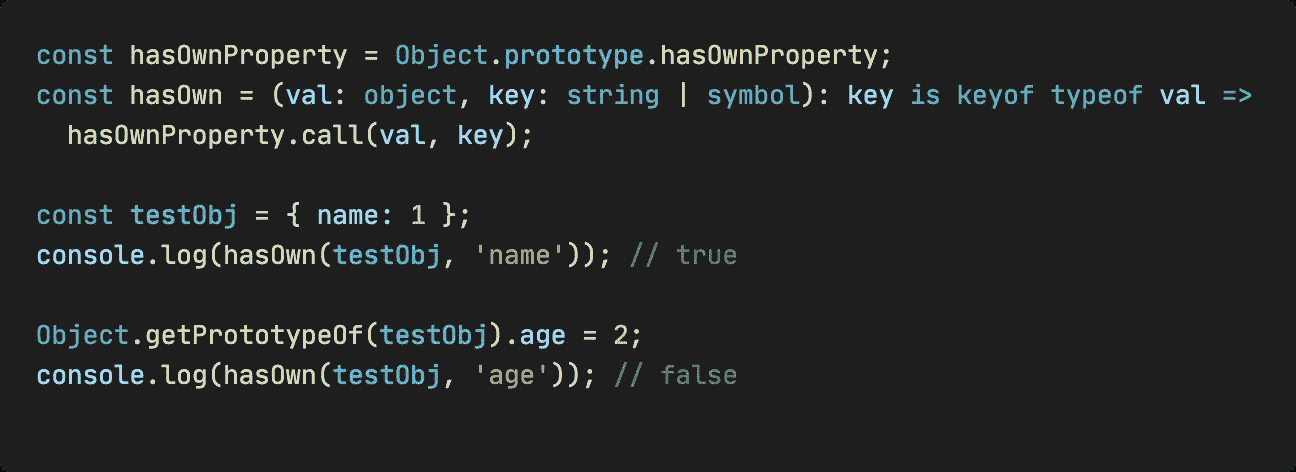 const hasOwnProperty = Object.prototype.hasOwnProperty;
const hasOwn = (val: object, key: string | symbol): key is keyof typeof val =>
hasOwnProperty.call(val, key);
const testObj = { name: 1 };
console.log(hasOwn(testObj, 'name')); // true
Object.getPrototypeOf(testObj).age = 2;
console.log(hasOwn(testObj, 'age')); // false